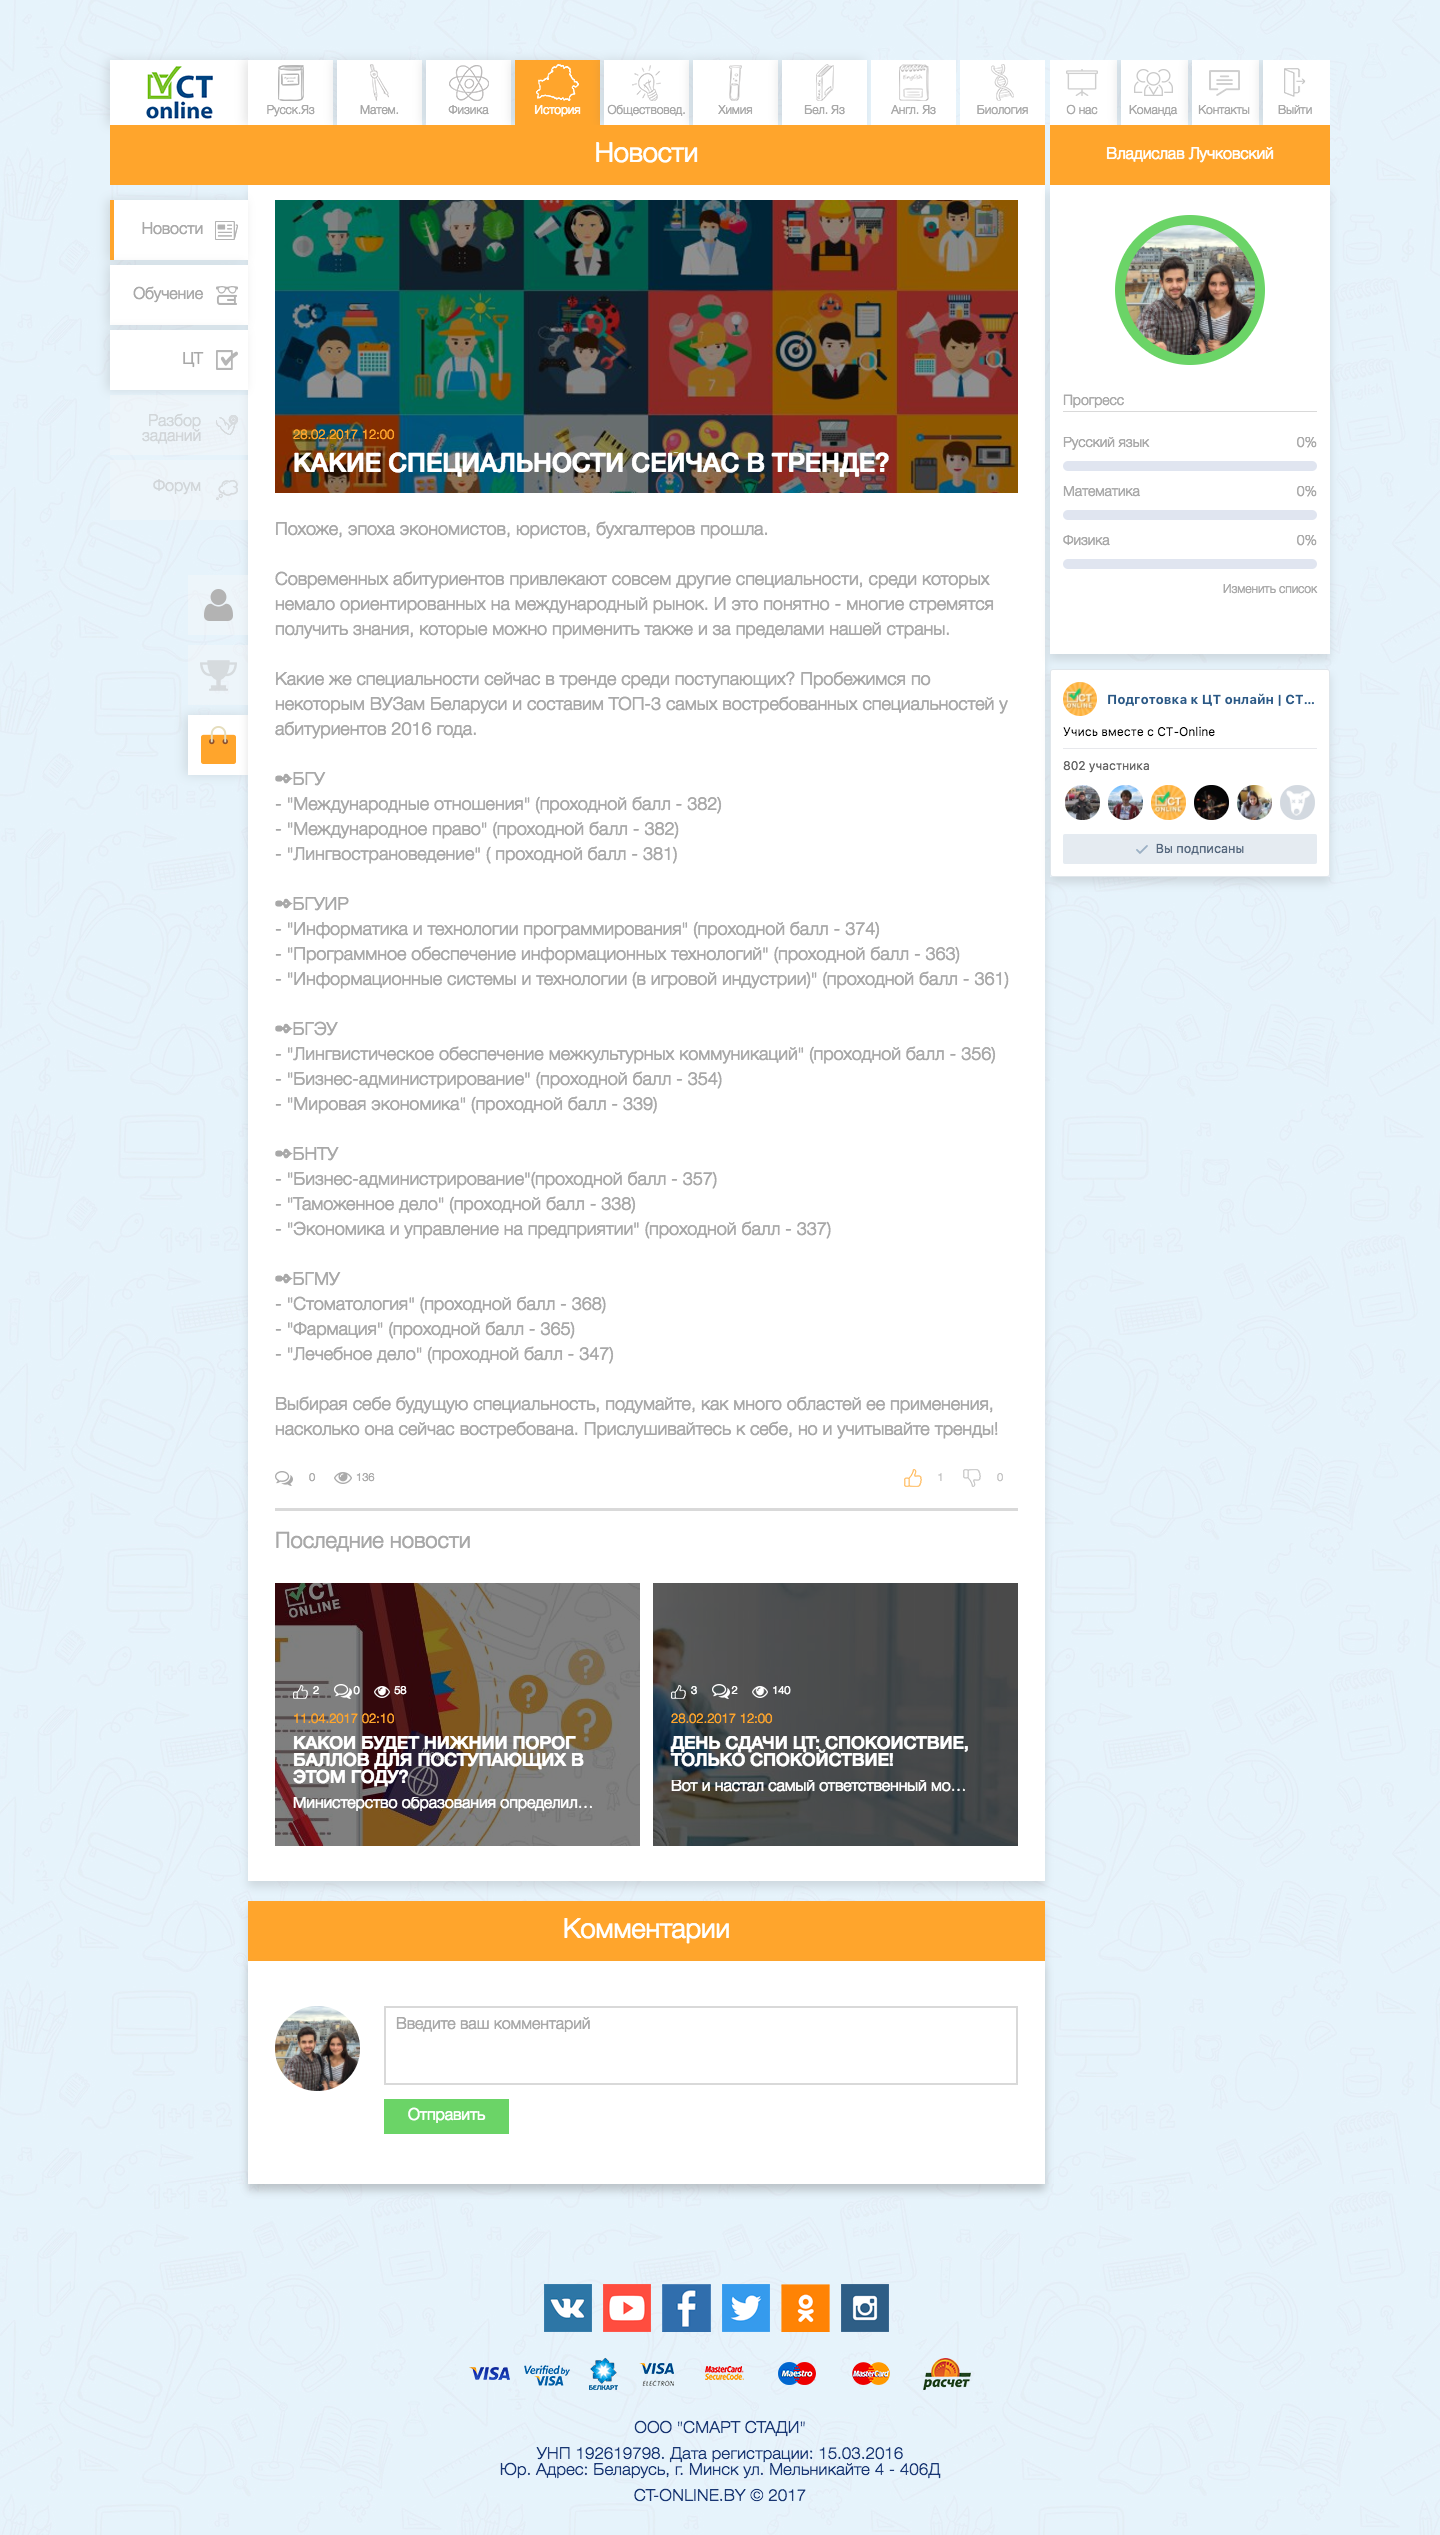 CT online
Русск.Яз
Матем.
Физика
История
Обществовед.
Химия
Бел. Яз
Англ. Яз
Биология
О нас
Команда
Контакты
Выйти
Новости
Владислав Лучковский
Новости
Обучение
ЦТ
Разбор
заданий
Форум
28.02.2017 12:00
КАКИЕ СПЕЦИАЛЬНОСТИ СЕЙЧАС В ТРЕНДЕ?
Похоже, эпоха экономистов, юристов, бухгалтеров прошла.
Современных абитуриентов привлекают совсем другие специальности, среди которых
немало ориентированных на международный рынок. И это понятно - многие стремятся
получить знания, которые можно применить также и за пределами нашей страны.
Какие же специальности сейчас в тренде среди поступающих? Пробежимся по
некоторым ВУЗам Беларуси и составим ТОП-3 самых востребованных специальностей у
абитуриентов 2016 года.
➻БГУ
- "Международные отношения" (проходной балл - 382)
- "Международное право" (проходной балл - 382)
- "Лингвострановедение" ( проходной балл - 381)
➻БГУИР
- "Информатика и технологии программирования" (проходной балл - 374)
- "Программное обеспечение информационных технологий" (проходной балл - 363)
- "Информационные системы и технологии (в игровой индустрии)" (проходной балл - 361)
➻БГЭУ
- "Лингвистическое обеспечение межкультурных коммуникаций" (проходной балл - 356)
- "Бизнес-администрирование" (проходной балл - 354)
- "Мировая экономика" (проходной балл - 339)
➻БНТУ
- "Бизнес-администрирование"(проходной балл - 357)
- "Таможенное дело" (проходной балл - 338)
- "Экономика и управление на предприятии" (проходной балл - 337)
➻БГМУ
- "Стоматология" (проходной балл - 368)
- "Фармация" (проходной балл - 365)
- "Лечебное дело" (проходной балл - 347)
Выбирая себе будущую специальность, подумайте, как много областей ее применения,
насколько она сейчас востребована. Прислушивайтесь к себе, но и учитывайте тренды!
0 136 1 0
Последние новости
CT
ONLINE
2 0 58
11.04.2017 02:10
КАКОЙ БУДЕТ НИЖНИЙ ПОРОГ
БАЛЛОВ ДЛЯ ПОСТУПАЮЩИХ В
ЭТОМ ГОДУ?
Министерство образования определил...
3 2 140
28.02.2017 12:00
ДЕНЬ СДАЧИ ЦТ: СПОКОЙСТВИЕ,
ТОЛЬКО СПОКОЙСТВИЕ!
Вот и настал самый ответственный мо...
Прогресс
Русский язык 0%
Математика 0%
Физика 0%
Изменить список
Подготовка к ЦТ онлайн | CT...
Учись вместе с CT-Online
802 участника
CT
ONLINE
Вы подписаны
Комментарии
Введите ваш комментарий
Отправить
VISA
Verified by
VISA
БЕЛКАРТ
VISA
ELECTRON
MasterCard.
SecureCode.
Maestro
MasterCard
расчет
ООО "СМАРТ СТАДИ"
УНП 192619798. Дата регистрации: 15.03.2016
Юр. Адрес: Беларусь, г. Минск ул. Мельникайте 4 - 406Д
CT-ONLINE.BY © 2017